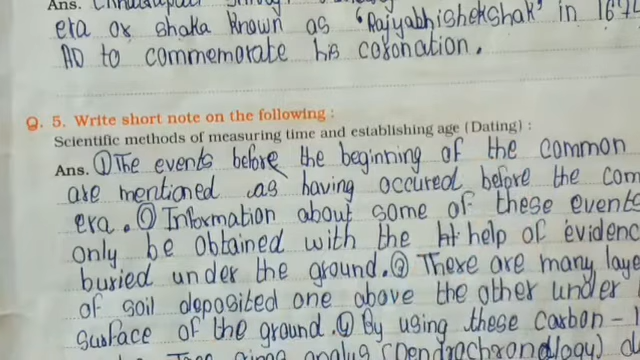 Ans. Chhatrapati
era or shaka known as 'Rajyabhishekshak' in 1674
AD to commemorate his coronation.
Q. 5. Write short note on the following :
Scientific methods of measuring time and establishing age (Dating) :
Ans. ① The events before the beginning of the common
are mentioned as having occured before the com
era. ② Information about some of these events
only be obtained with the help of evidenc
buried under the ground. ③ There are many laye
of soil deposited one above the other under
surface of the ground. ④ By using these carbon -
(Dendrochronology)